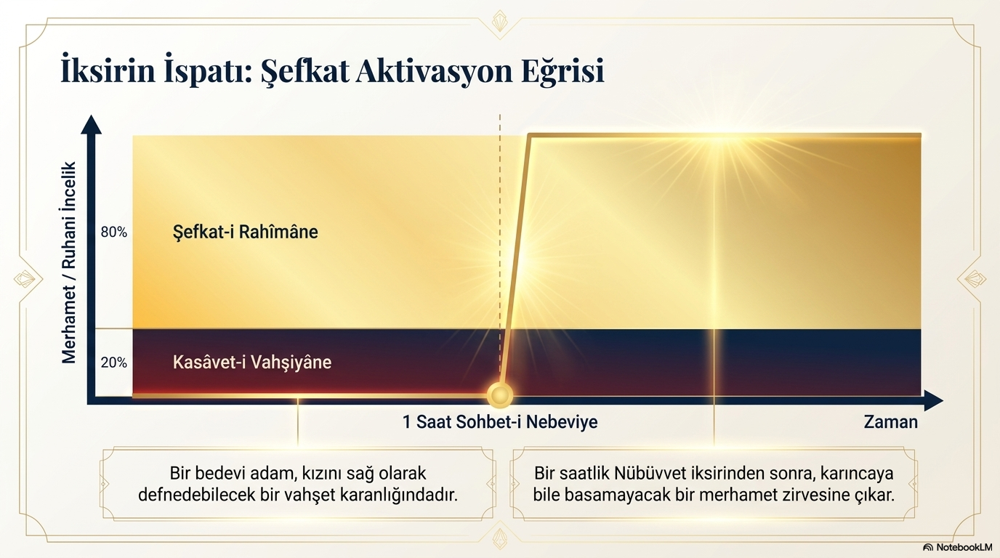 İksirin İspatı: Şefkat Aktivasyon Eğrisi
Merhamet / Ruhani İncelik
80%
Şefkat-i Rahîmâne
20%
Kasâvet-i Vahşiyâne
1 Saat Sohbet-i Nebeviye
Zaman
Bir bedevi adam, kızını sağ olarak
defnedebilecek bir vahşet karanlığındadır.
Bir saatlik Nübüvvet iksirinden sonra, karıncaya
bile basamayacak bir merhamet zirvesine çıkar.
NotebookLM